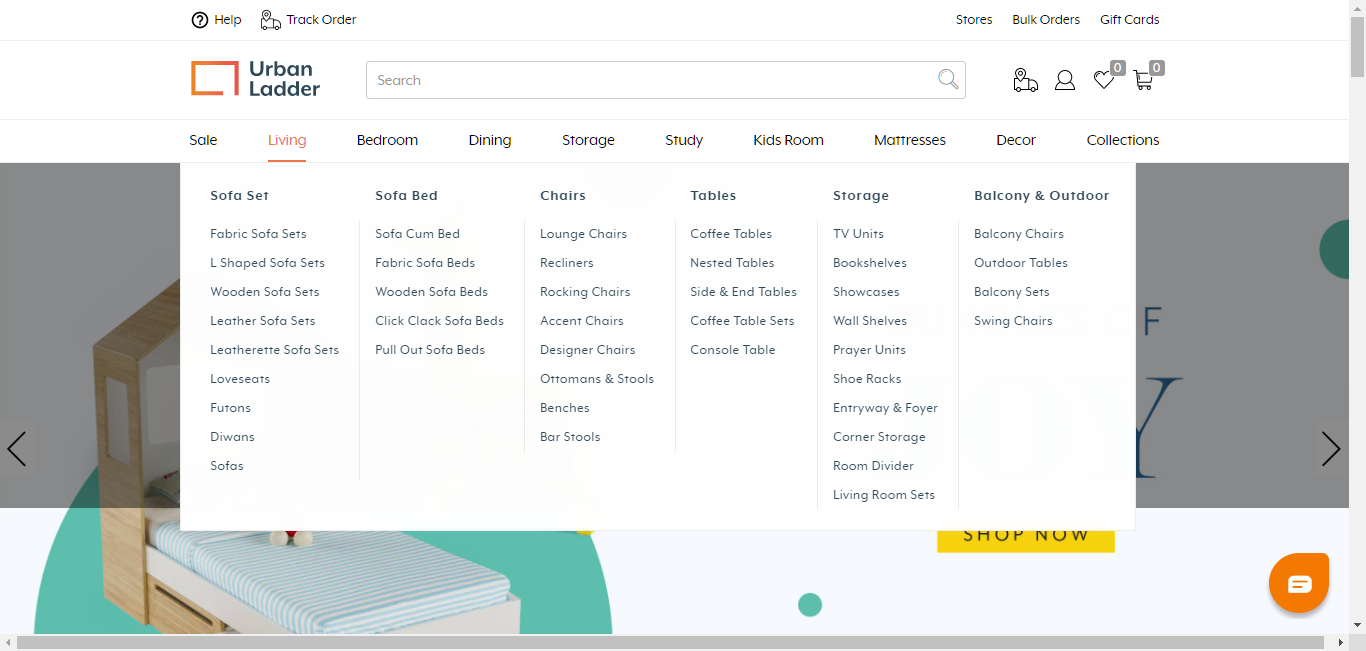 Help
Track Order
Stores
Bulk Orders
Gift Cards
Urban
Ladder
Search
0
0
Sale
Living
Bedroom
Dining
Storage
Study
Kids Room
Mattresses
Decor
Collections
Sofa Set
Fabric Sofa Sets
L Shaped Sofa Sets
Wooden Sofa Sets
Leather Sofa Sets
Leatherette Sofa Sets
Loveseats
Futons
Diwans
Sofas
Sofa Bed
Sofa Cum Bed
Fabric Sofa Beds
Wooden Sofa Beds
Click Clack Sofa Beds
Pull Out Sofa Beds
Chairs
Lounge Chairs
Recliners
Rocking Chairs
Accent Chairs
Designer Chairs
Ottomans & Stools
Benches
Bar Stools
Tables
Coffee Tables
Nested Tables
Side & End Tables
Coffee Table Sets
Console Table
Storage
TV Units
Bookshelves
Showcases
Wall Shelves
Prayer Units
Shoe Racks
Entryway & Foyer
Corner Storage
Room Divider
Living Room Sets
Balcony & Outdoor
Balcony Chairs
Outdoor Tables
Balcony Sets
Swing Chairs
F
Y
SHOP NOW